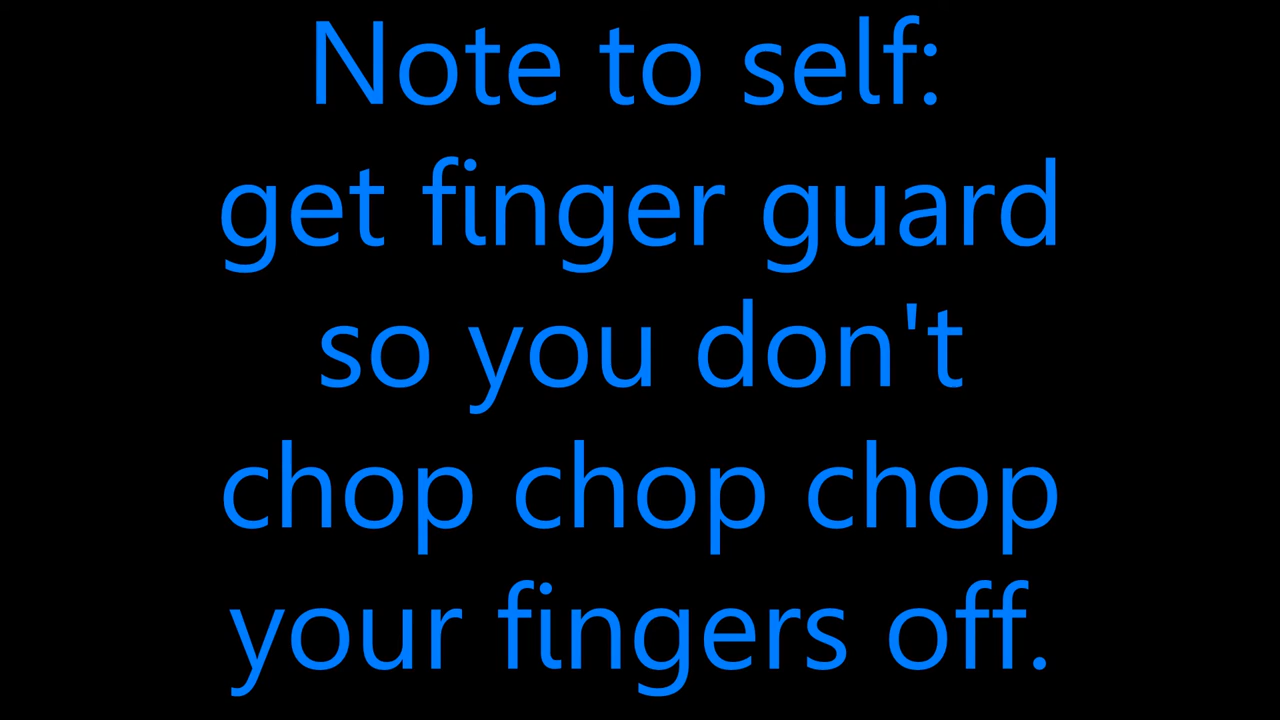 Note to self:
get finger guard
so you don't
chop chop chop
your fingers off.